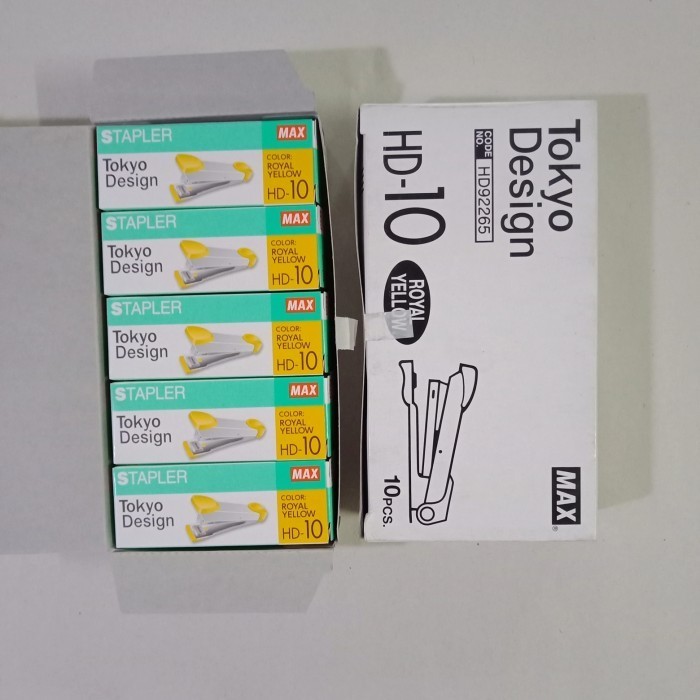 STAPLER
MAX
Tokyo
Design
COLOR:
ROYAL
YELLOW
HD-10
STAPLER
MAX
Tokyo
Design
COLOR:
ROYAL
YELLOW
HD-10
STAPLER
MAX
Tokyo
Design
COLOR:
ROYAL
YELLOW
HD-10
STAPLER
MAX
Tokyo
Design
COLOR:
ROYAL
YELLOW
HD-10
STAPLER
MAX
Tokyo
Design
COLOR:
ROYAL
YELLOW
HD-10
Tokyo
Design
CODE
NO.
HD92265
HD-10
ROYAL
YELLOW
MAX®
10PCS.